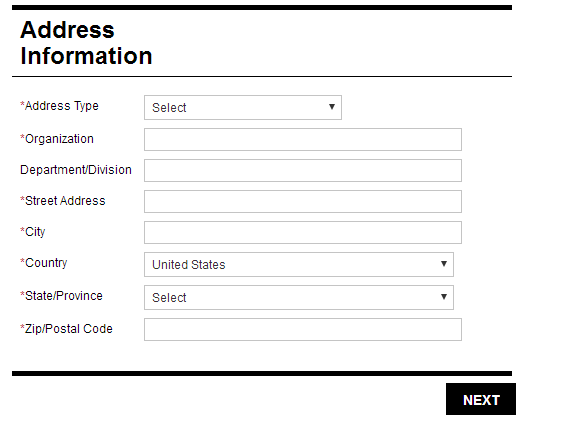 Address
Information
*Address Type
Select
*Organization
Department/Division
*Street Address
*City
*Country
United States
*State/Province
Select
*Zip/Postal Code
NEXT